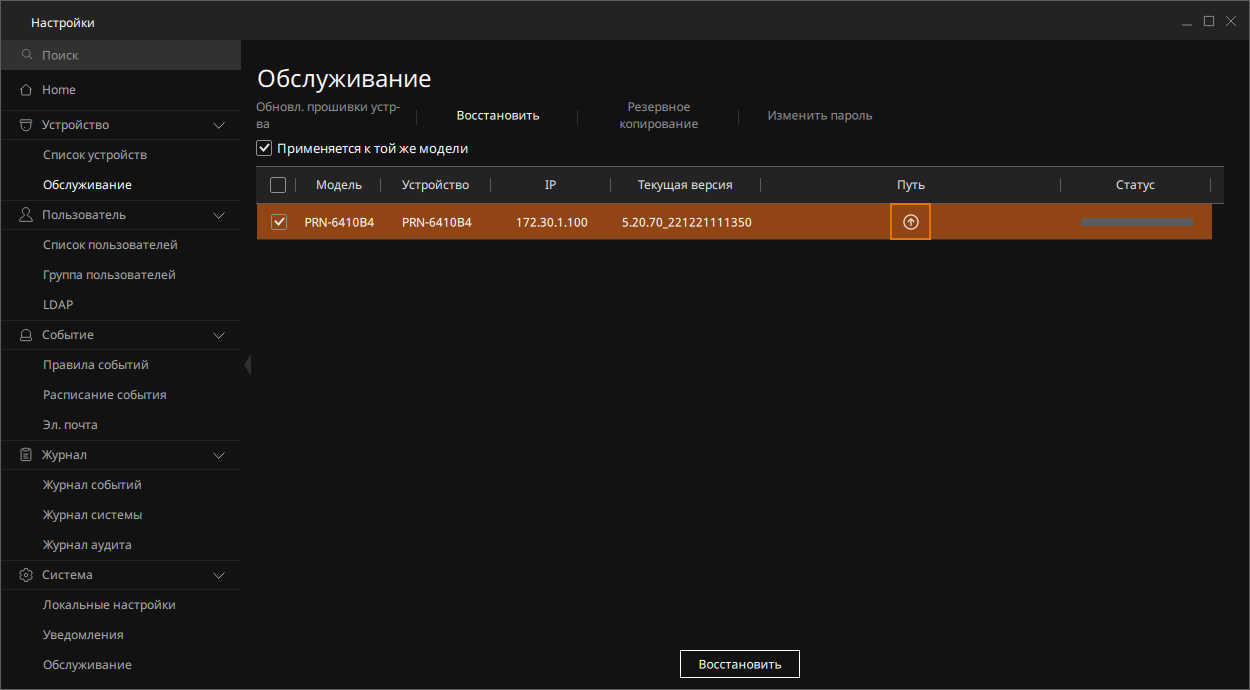 Настройки
Поиск
Home
Устройство
Список устройств
Обслуживание
Пользователь
Список пользователей
Группа пользователей
LDAP
Событие
Правила событий
Расписание события
Эл. почта
Журнал
Журнал событий
Журнал системы
Журнал аудита
Система
Локальные настройки
Уведомления
Обслуживание
Обслуживание
Обновл. прошивки устр-
ва
Восстановить
Резервное
копирование
Изменить пароль
Применяется к той же модели
Модель Устройство IP Текущая версия Путь Статус
PRN-6410B4 PRN-6410B4 172.30.1.100 5.20.70_221221111350
Восстановить